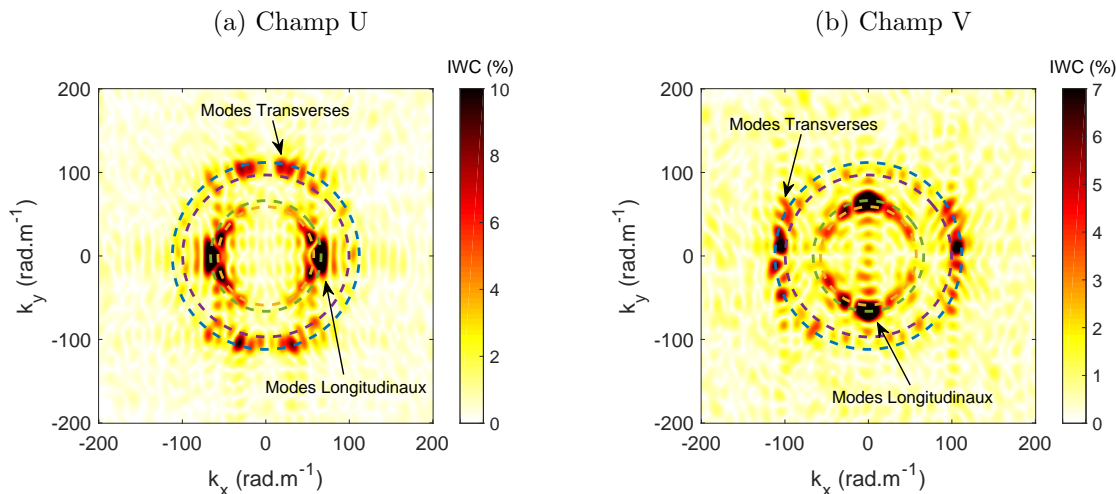 (a) Champ U
IWC (%)
200
100
0
-100
-200
k_y (rad.m^-1)
Modes Transverses
Modes Longitudinaux
-200 -100 0 100 200
k_x (rad.m^-1)
10
8
6
4
2
0
(b) Champ V
IWC (%)
200
100
0
-100
-200
k_y (rad.m^-1)
Modes Transverses
Modes Longitudinaux
-200 -100 0 100 200
k_x (rad.m^-1)
7
6
5
4
3
2
1
0